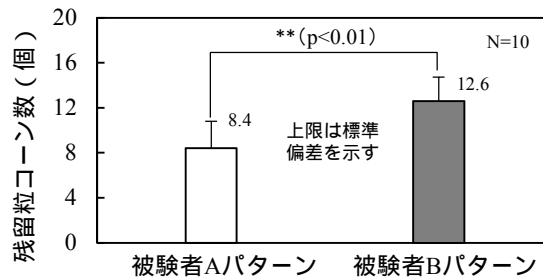 20
16
12
8
4
0
残留粒コーン数(個)
**(p<0.01)
N=10
8.4
12.6
上限は標準
偏差を示す
被験者Aパターン
被験者Bパターン